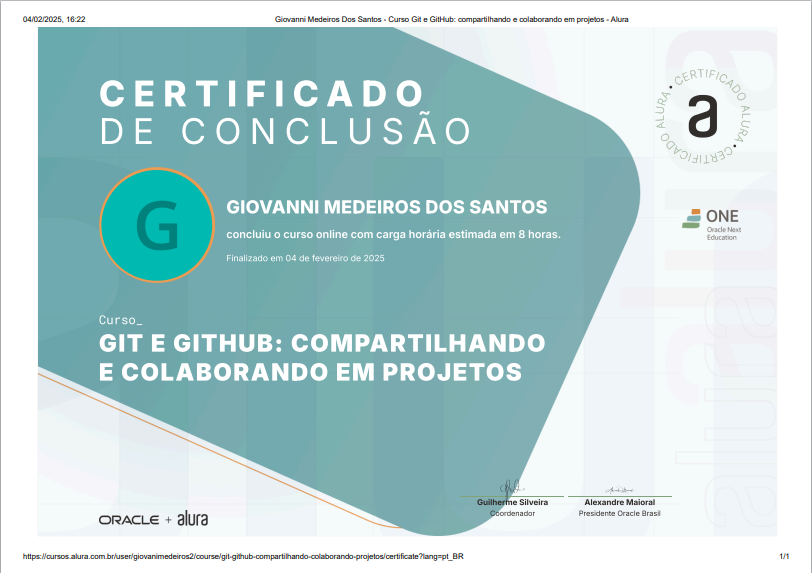 04/02/2025, 16:22
Giovanni Medeiros Dos Santos - Curso Git e GitHub: compartilhando e colaborando em projetos - Alura
CERTIFICADO
DE CONCLUSÃO
• CERTIFICADO ALURA • CERTIFICADO ALURA
a
G
GIOVANNI MEDEIROS DOS SANTOS
concluiu o curso online com carga horária estimada em 8 horas.
Finalizado em 04 de fevereiro de 2025
ONE
Oracle Next
Education
Curso_
GIT E GITHUB: COMPARTILHANDO
E COLABORANDO EM PROJETOS
Guilherme Silveira
Coordenador
Alexandre Maioral
Presidente Oracle Brasil
ORACLE + alura
alura
https://cursos.alura.com.br/user/giovanimedeiros2/course/git-github-compartilhando-colaborando-projetos/certificate?lang=pt_BR
1/1